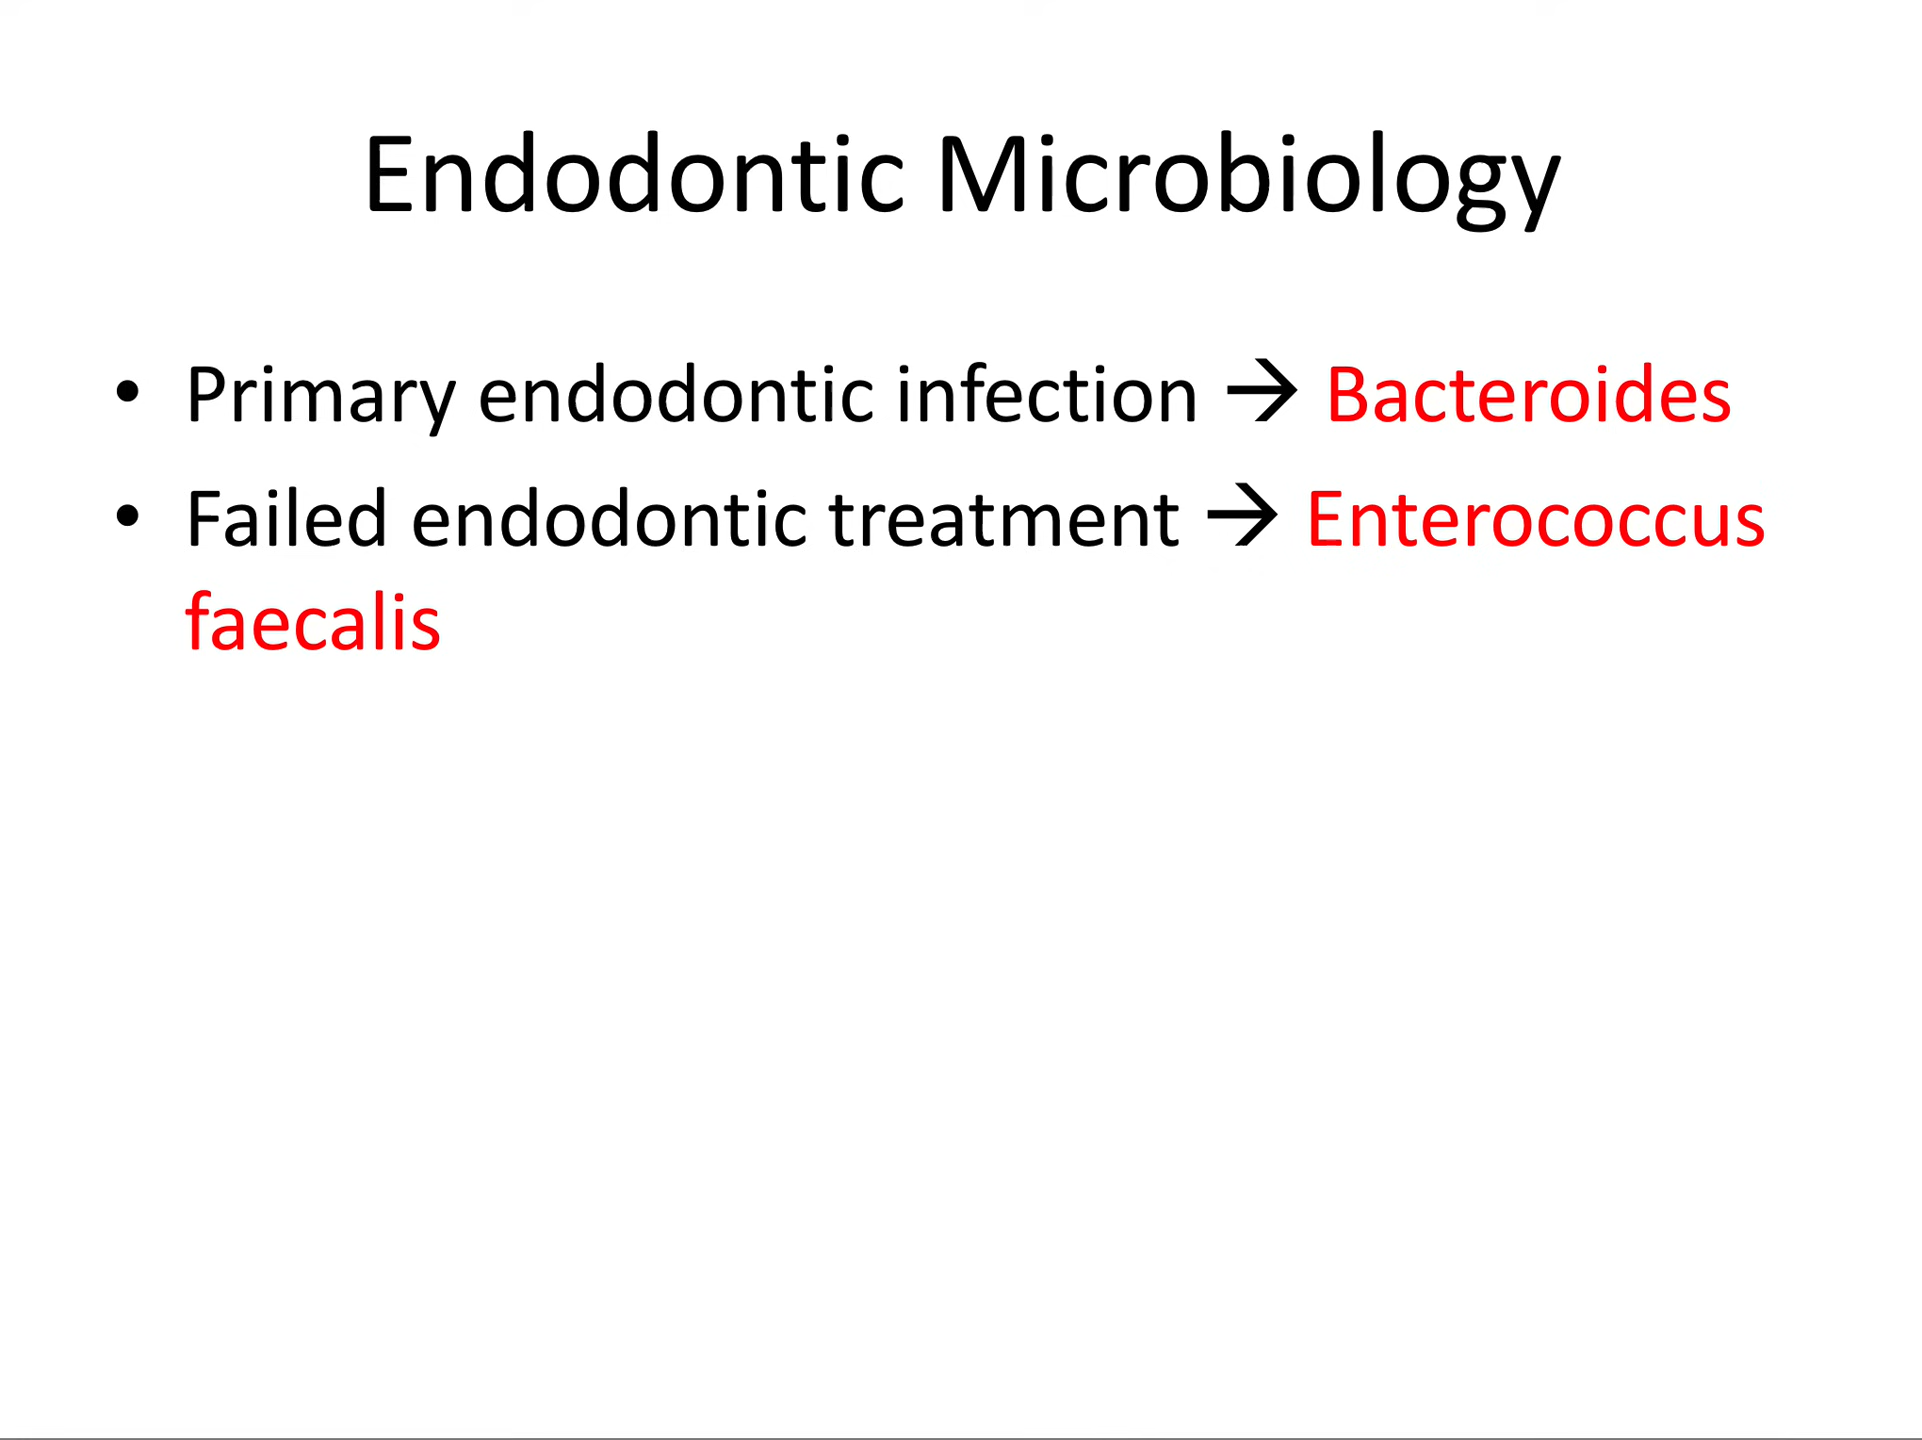 Endodontic Microbiology
• Primary endodontic infection → Bacteroides
• Failed endodontic treatment → Enterococcus
faecalis